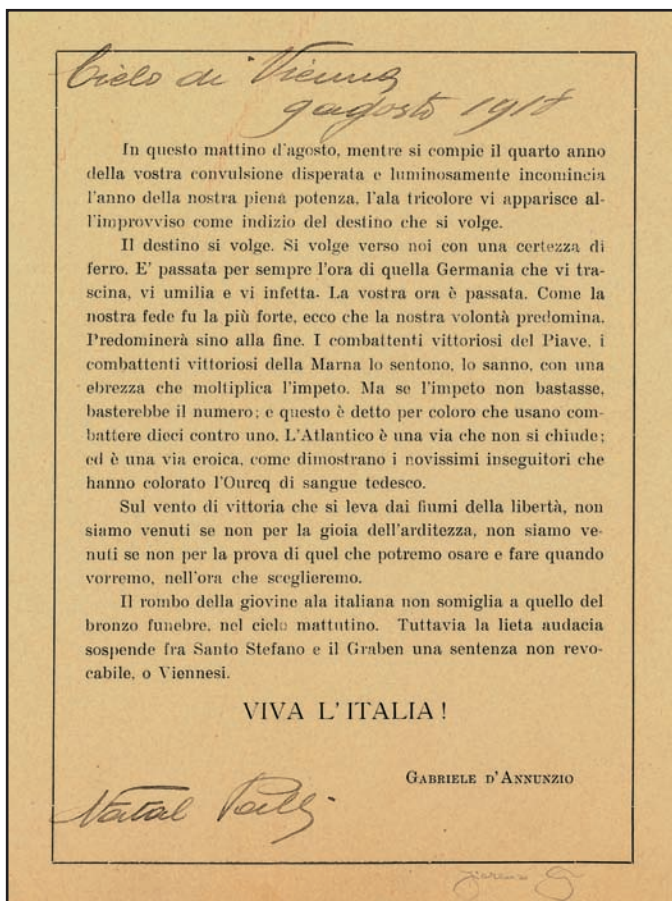 Cielo di Vienna
9 agosto 1918
In questo mattino d'agosto, mentre si compie il quarto anno
della vostra convulsione disperata e luminosamente incomincia
l'anno della nostra piena potenza, l'ala tricolore vi apparisce al-
l'improvviso come indizio del destino che si volge.
Il destino si volge. Si volge verso noi con una certezza di
ferro. E' passata per sempre l'ora di quella Germania che vi tra-
scina, vi umilia e vi infetta. La vostra ora è passata. Come la
nostra fede fu la più forte, ecco che la nostra volontà predomina.
Predominerà sino alla fine. I combattenti vittoriosi del Piave, i
combattenti vittoriosi della Marna lo sentono, lo sanno, con una
ebrezza che moltiplica l'impeto. Ma se l'impeto non bastasse,
basterebbe il numero; e questo è detto per coloro che usano com-
battere dieci contro uno. L'Atlantico è una via che non si chiude;
ed è una via eroica, come dimostrano i novissimi inseguitori che
hanno colorato l'Ourcq di sangue tedesco.
Sul vento di vittoria che si leva dai fiumi della libertà, non
siamo venuti se non per la gioia dell'arditezza, non siamo ve-
nuti se non per la prova di quel che potremo osare e fare quando
vorremo, nell'ora che sceglieremo.
Il rombo della giovine ala italiana non somiglia a quello del
bronzo funebre, nel cielo mattutino. Tuttavia la lieta audacia
sospende fra Santo Stefano e il Graben una sentenza non revo-
cabile, o Viennesi.
VIVA L'ITALIA!
GABRIELE D'ANNUNZIO
Natal Palli